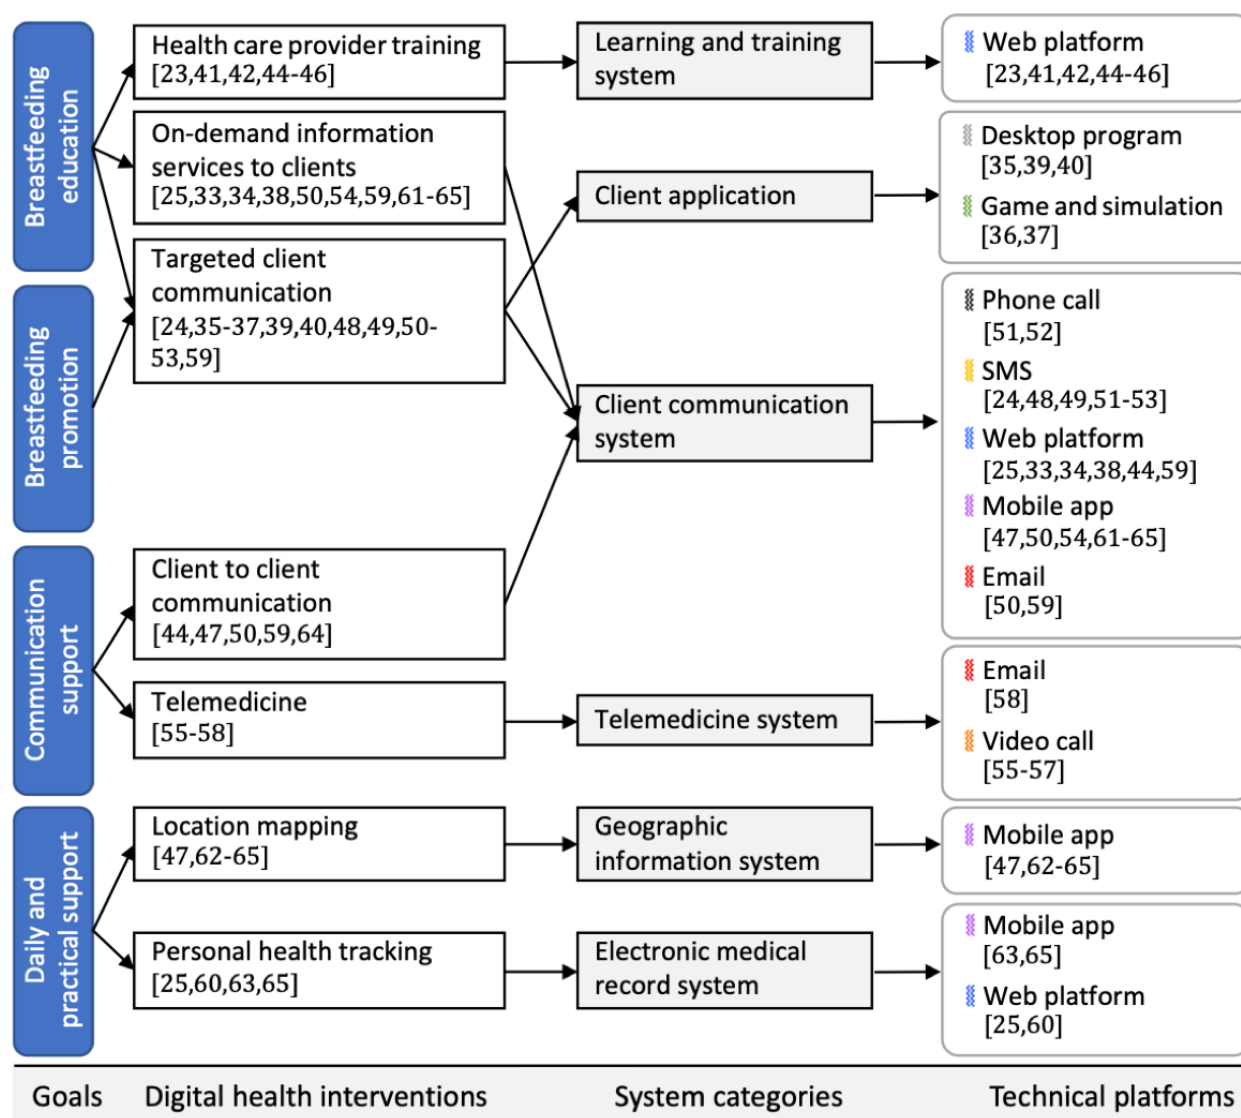 Breastfeeding
education
Breastfeeding
promotion
Communication
support
Daily and
practical support
Health care provider training
[23,41,42,44-46]
On-demand information
services to clients
[25,33,34,38,50,54,59,61-65]
Targeted client
communication
[24,35-37,39,40,48,49,50-
53,59]
Client to client
communication
[44,47,50,59,64]
Telemedicine
[55-58]
Location mapping
[47,62-65]
Personal health tracking
[25,60,63,65]
Learning and training
system
Client application
Client communication
system
Telemedicine system
Geographic
information system
Electronic medical
record system
Web platform
[23,41,42,44-46]
Desktop program
[35,39,40]
Game and simulation
[36,37]
Phone call
[51,52]
SMS
[24,48,49,51-53]
Web platform
[25,33,34,38,44,59]
Mobile app
[47,50,54,61-65]
Email
[50,59]
Email
[58]
Video call
[55-57]
Mobile app
[47,62-65]
Mobile app
[63,65]
Web platform
[25,60]
Goals
Digital health interventions
System categories
Technical platforms